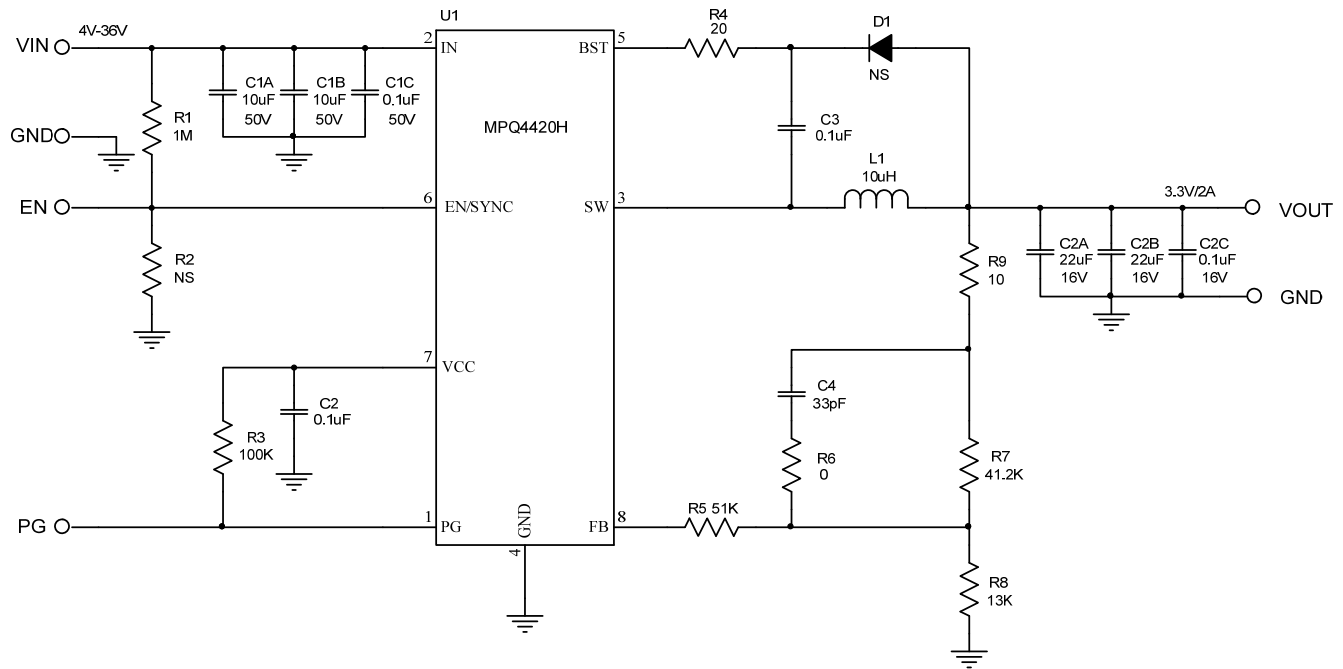 U1
MPQ4420H
VIN
4V-36V
2
IN
C1A
10uF
50V
C1B
10uF
50V
C1C
0.1uF
50V
R1
1M
GND
EN
6
EN/SYNC
R2
NS
7
VCC
C2
0.1uF
R3
100K
PG
1
PG
GND
4
BST
5
R4
20
D1
NS
C3
0.1uF
L1
10uH
SW
3
3.3V/2A
VOUT
C2A
22uF
16V
C2B
22uF
16V
C2C
0.1uF
16V
GND
R9
10
C4
33pF
R6
0
R7
41.2K
FB
8
R5 51K
R8
13K